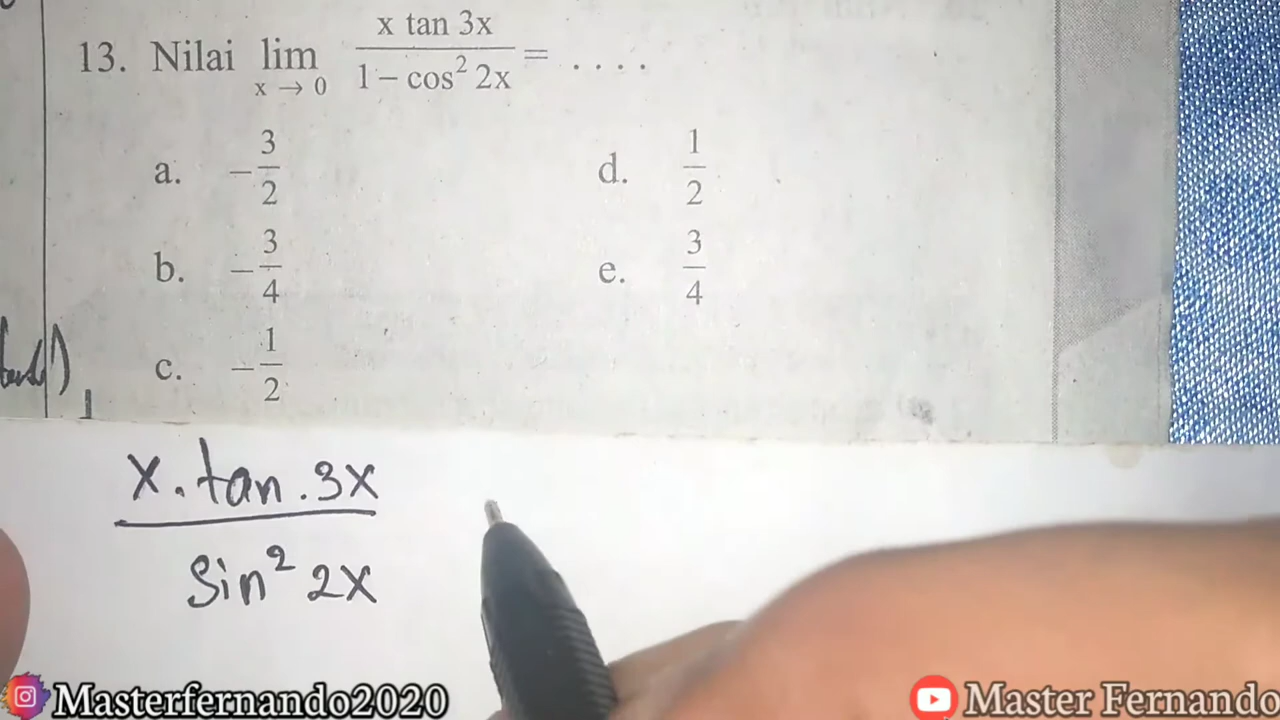 13. Nilai lim x → 0 x tan 3x / 1 – cos² 2x = . . . .
a. –3/2
b. –3/4
c. –1/2
d. 1/2
e. 3/4
x . tan . 3x
sin² 2x
Masterfernando2020
Master Fernando